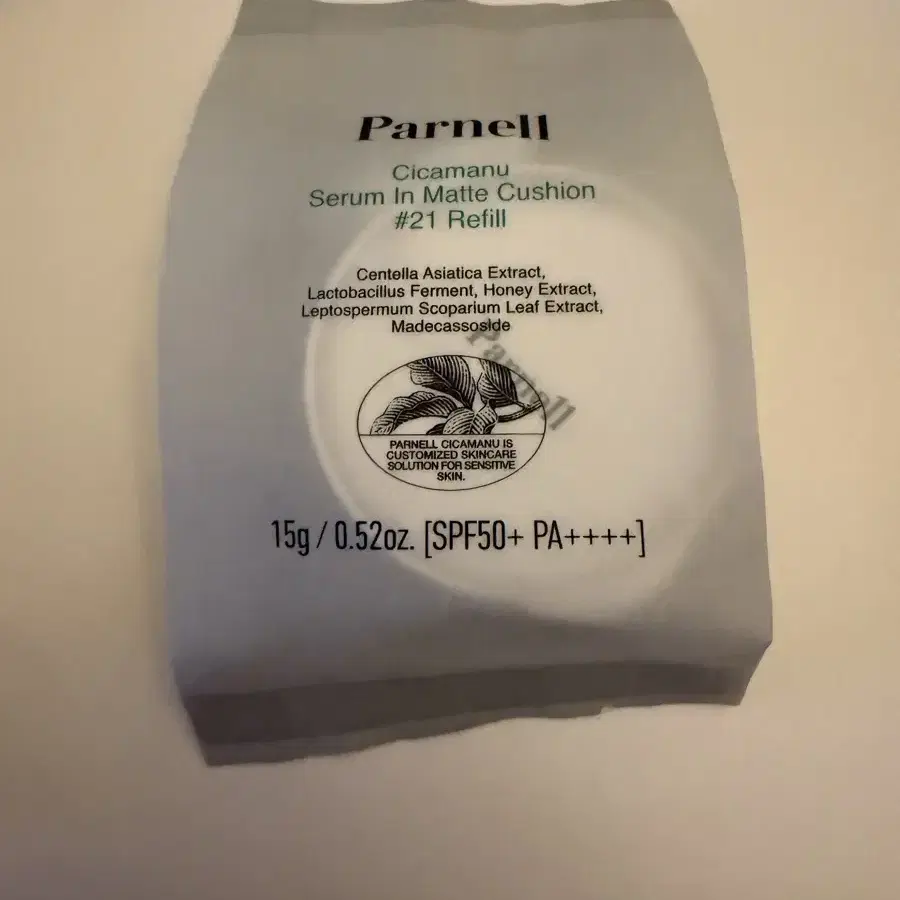 Parnell
Cicamanu
Serum In Matte Cushion
#21 Refill
Centella Asiatica Extract,
Lactobacillus Ferment, Honey Extract,
Leptospermum Scoparium Leaf Extract,
Madecassoside
Parnell
PARNELL CICAMANU IS
CUSTOMIZED SKINCARE
SOLUTION FOR SENSITIVE
SKIN.
15g / 0.52oz. [SPF50+ PA++++]